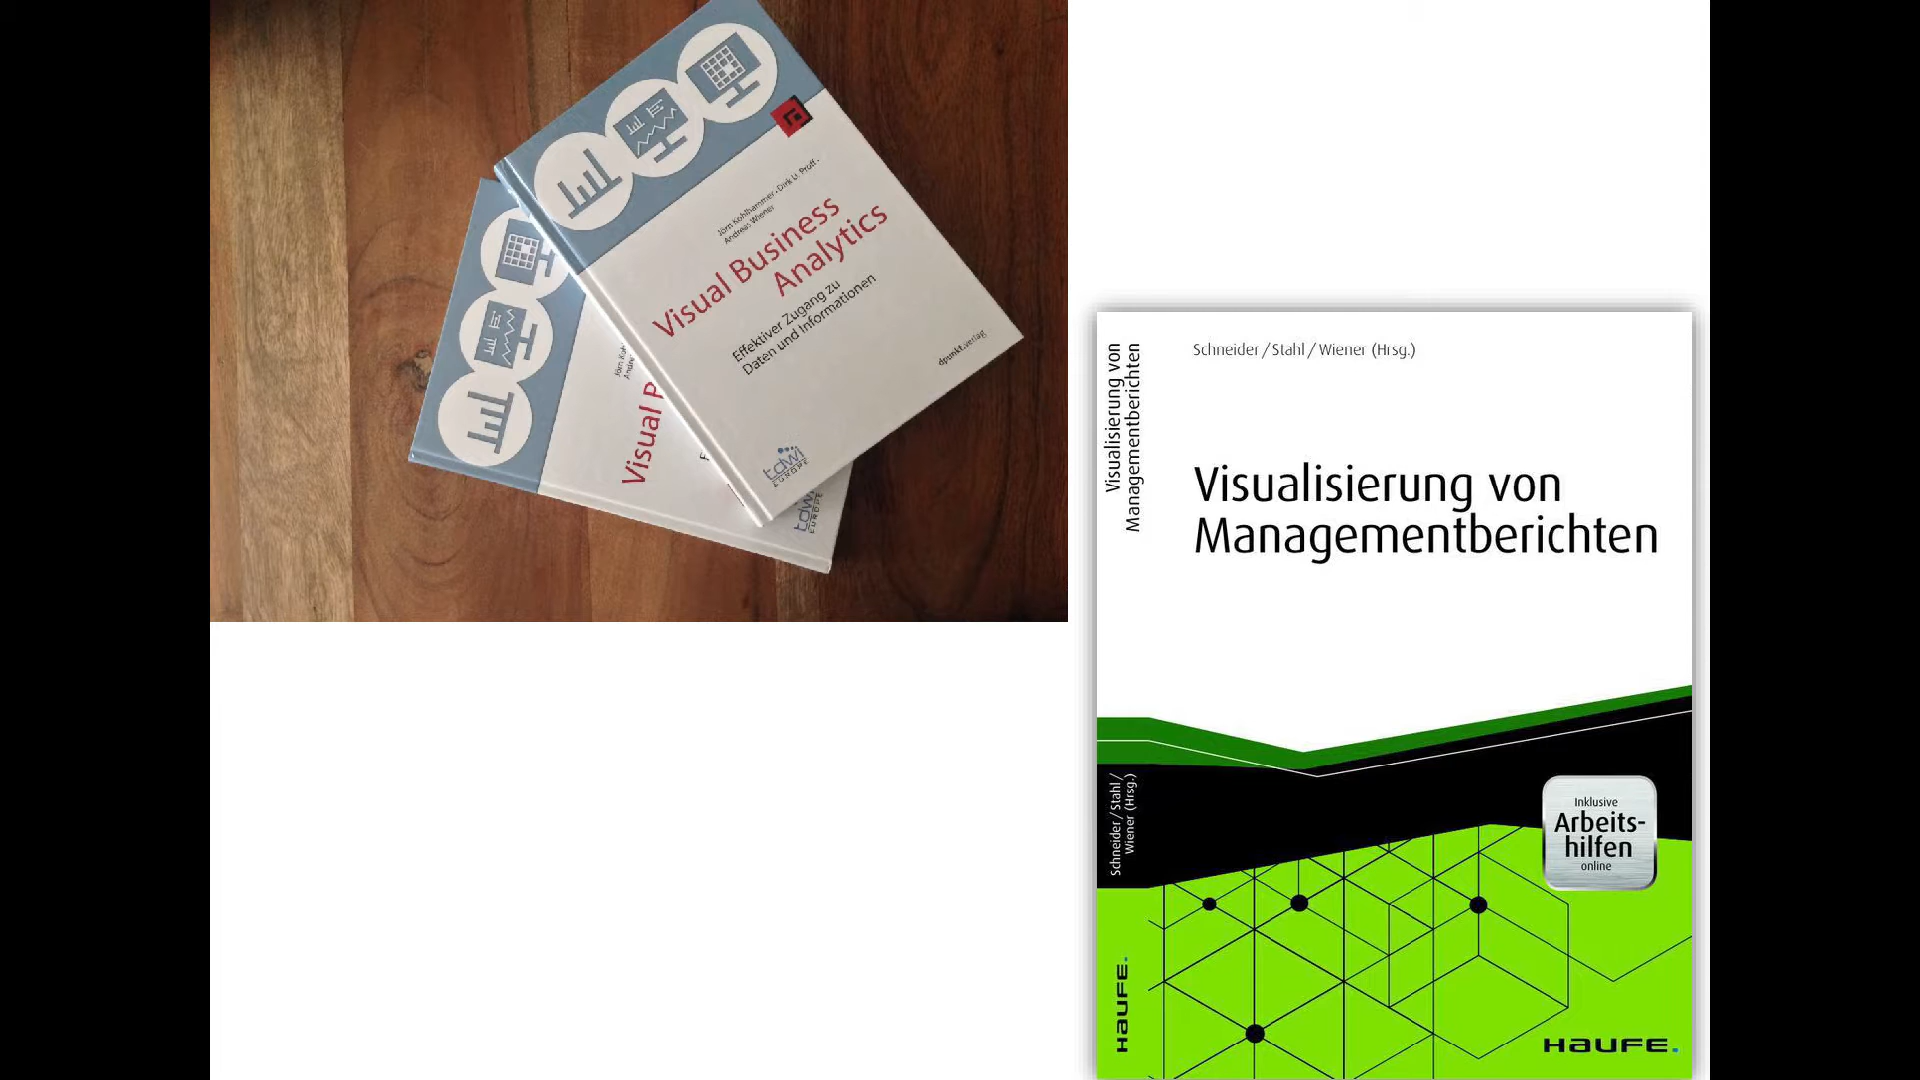 Jörn Kohlhammer · Dirk U. Proff ·
Andreas Wiener
Visual Business
Analytics
Effektiver Zugang zu
Daten und Informationen
dpunkt.verlag
tdwi
EUROPE
Visual
tdwi
EUROPE
Visualisierung von
Managementberichten
Schneider/Stahl/
Wiener (Hrsg.)
HAUFE.
Schneider/Stahl/Wiener (Hrsg.)
Visualisierung von
Managementberichten
Inklusive
Arbeits-
hilfen
online
HAUFE.